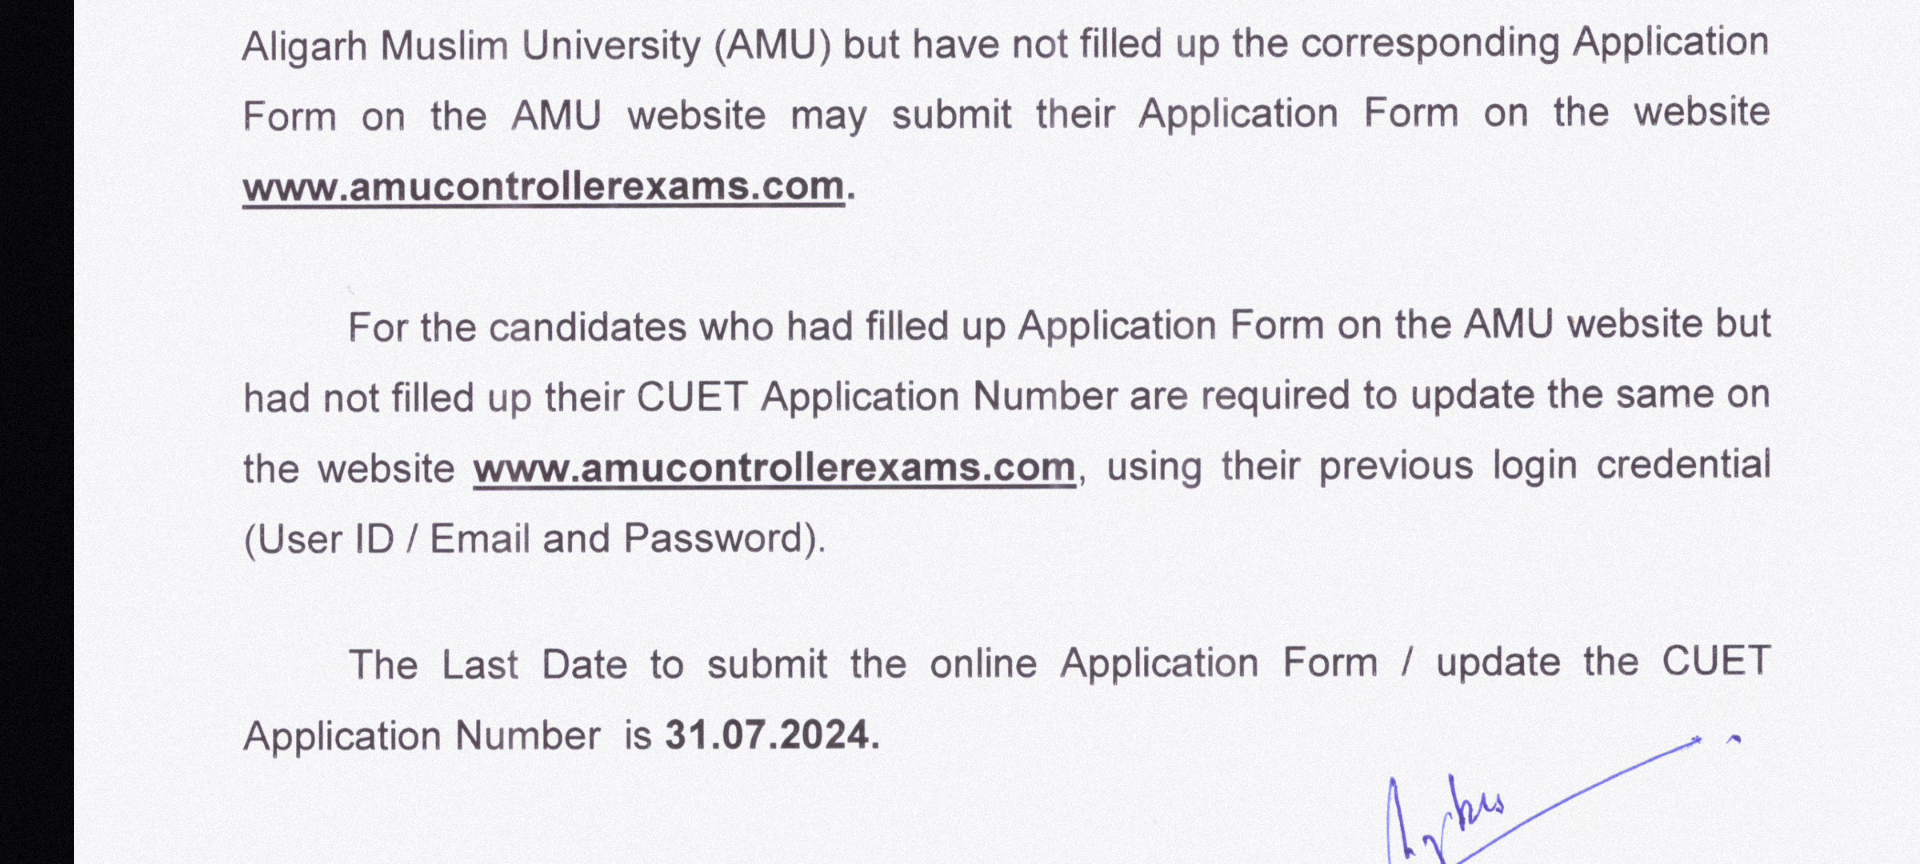 Aligarh Muslim University (AMU) but have not filled up the corresponding Application
Form on the AMU website may submit their Application Form on the website
www.amucontrollerexams.com.
For the candidates who had filled up Application Form on the AMU website but
had not filled up their CUET Application Number are required to update the same on
the website www.amucontrollerexams.com, using their previous login credential
(User ID / Email and Password).
The Last Date to submit the online Application Form / update the CUET
Application Number is 31.07.2024.